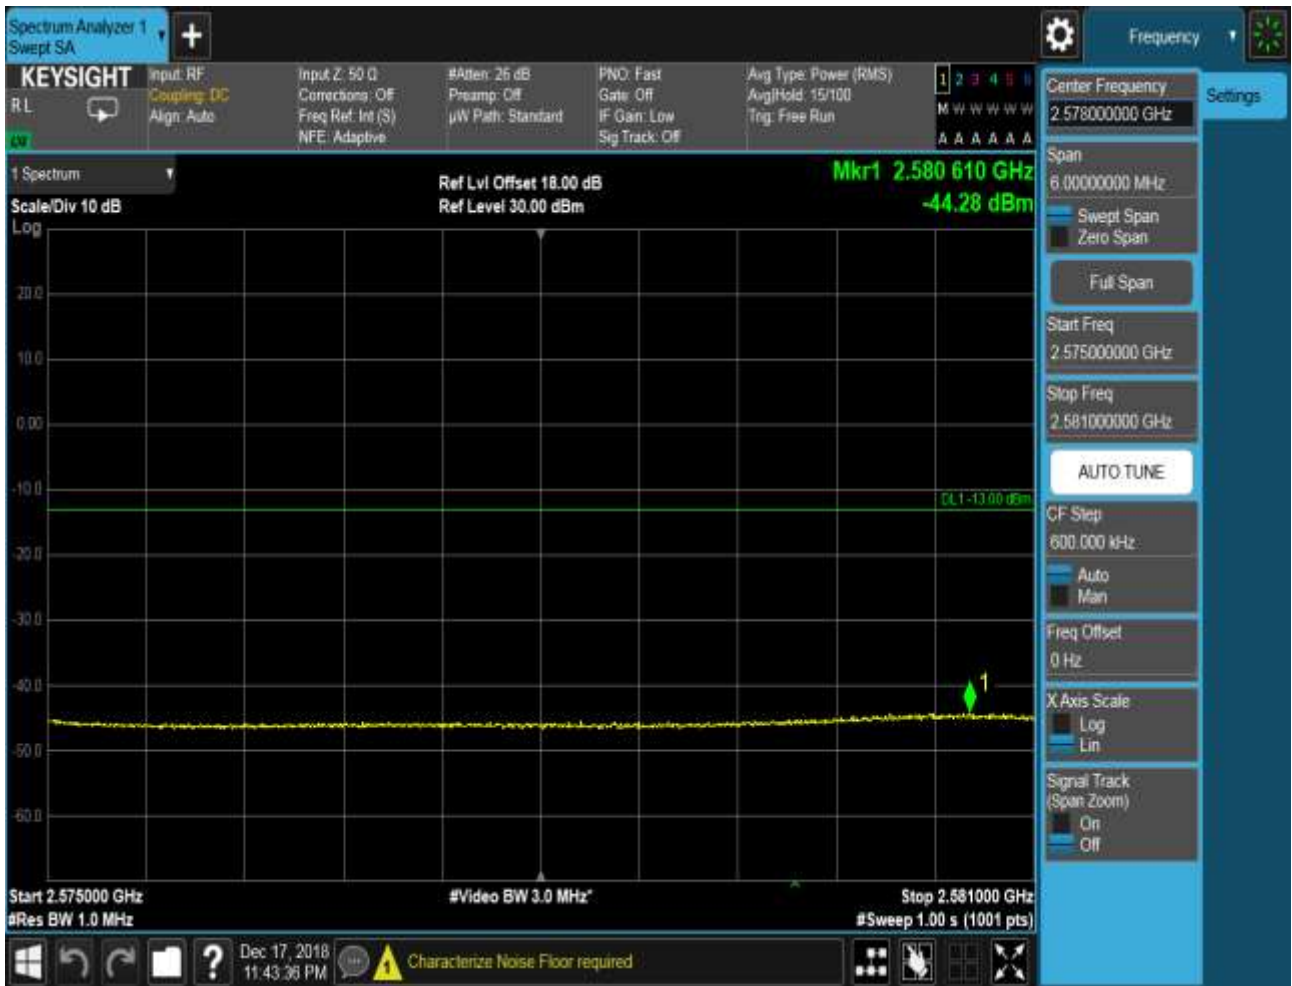 Spectrum Analyzer 1
Swept SA
Frequency
KEYSIGHT
R L
Input: RF
Coupling: DC
Align: Auto
Input Z: 50 Ω
Corrections: Off
Freq Ref: Int (S)
NFE: Adaptive
#Atten: 26 dB
Preamp: Off
µW Path: Standard
PNO: Fast
Gate: Off
IF Gain: Low
Sig Track: Off
Avg Type: Power (RMS)
Avg|Hold: 15/100
Trig: Free Run
1 2 3 4 5 6
M W W W W W
A A A A A A
1 Spectrum
Scale/Div 10 dB
Log
Ref Lvl Offset 18.00 dB
Ref Level 30.00 dBm
Mkr1 2.580 610 GHz
-44.28 dBm
20.0
10.0
0.00
-10.0
DL1 -13.00 dBm
-20.0
-30.0
-40.0
1
-50.0
-60.0
Start 2.575000 GHz
#Res BW 1.0 MHz
#Video BW 3.0 MHz*
Stop 2.581000 GHz
#Sweep 1.00 s (1001 pts)
Center Frequency
2.578000000 GHz
Settings
Span
6.00000000 MHz
Swept Span
Zero Span
Full Span
Start Freq
2.575000000 GHz
Stop Freq
2.581000000 GHz
AUTO TUNE
CF Step
600.000 kHz
Auto
Man
Freq Offset
0 Hz
X Axis Scale
Log
Lin
Signal Track
(Span Zoom)
On
Off
?
Dec 17, 2018
11:43:36 PM
1
Characterize Noise Floor required